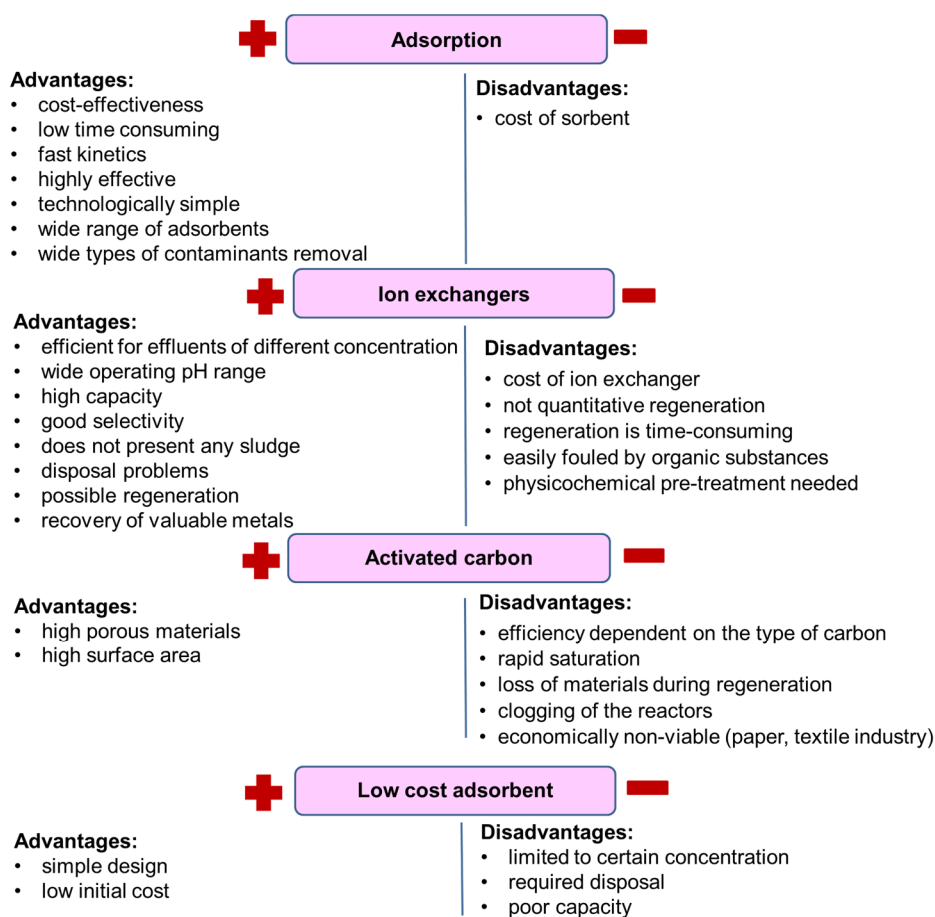 Adsorption
Advantages:
• cost-effectiveness
• low time consuming
• fast kinetics
• highly effective
• technologically simple
• wide range of adsorbents
• wide types of contaminants removal
Disadvantages:
• cost of sorbent
Ion exchangers
Advantages:
• efficient for effluents of different concentration
• wide operating pH range
• high capacity
• good selectivity
• does not present any sludge
• disposal problems
• possible regeneration
• recovery of valuable metals
Disadvantages:
• cost of ion exchanger
• not quantitative regeneration
• regeneration is time-consuming
• easily fouled by organic substances
• physicochemical pre-treatment needed
Activated carbon
Advantages:
• high porous materials
• high surface area
Disadvantages:
• efficiency dependent on the type of carbon
• rapid saturation
• loss of materials during regeneration
• clogging of the reactors
• economically non-viable (paper, textile industry)
Low cost adsorbent
Advantages:
• simple design
• low initial cost
Disadvantages:
• limited to certain concentration
• required disposal
• poor capacity